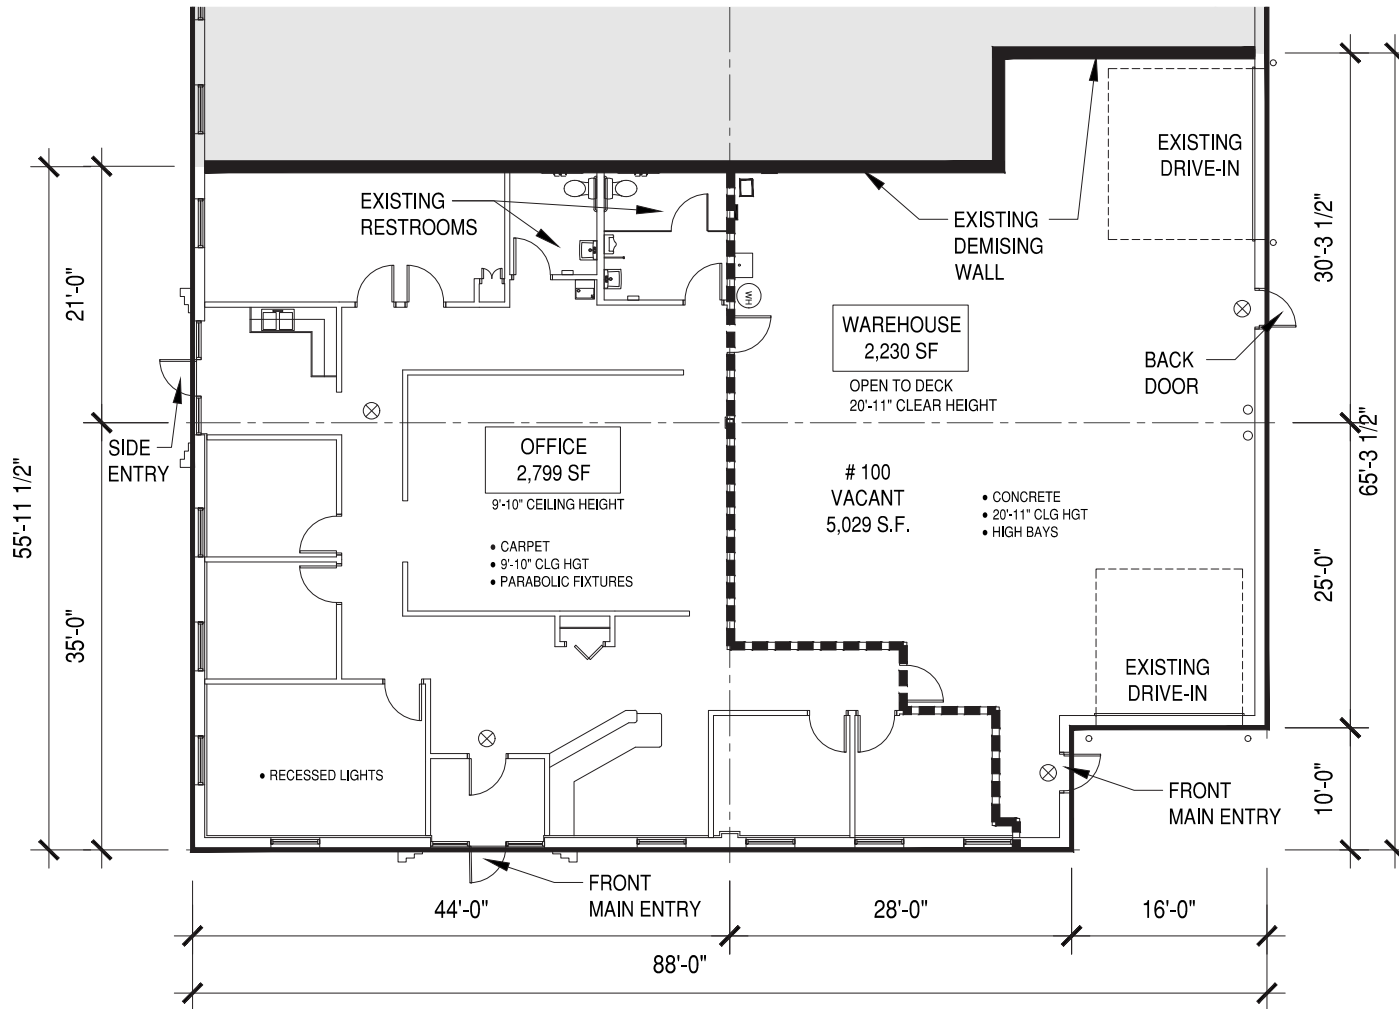 EXISTING
DRIVE-IN
EXISTING
RESTROOMS
EXISTING
DEMISING
WALL
30'-3 1/2"
21'-0"
WH
WAREHOUSE
2,230 SF
OPEN TO DECK
20'-11" CLEAR HEIGHT
BACK
DOOR
SIDE
ENTRY
OFFICE
2,799 SF
9'-10" CEILING HEIGHT
• CARPET
• 9'-10" CLG HGT
• PARABOLIC FIXTURES
# 100
VACANT
5,029 S.F.
• CONCRETE
• 20'-11" CLG HGT
• HIGH BAYS
65'-3 1/2"
55'-11 1/2"
25'-0"
35'-0"
EXISTING
DRIVE-IN
• RECESSED LIGHTS
FRONT
MAIN ENTRY
10'-0"
FRONT
MAIN ENTRY
44'-0"
28'-0"
16'-0"
88'-0"